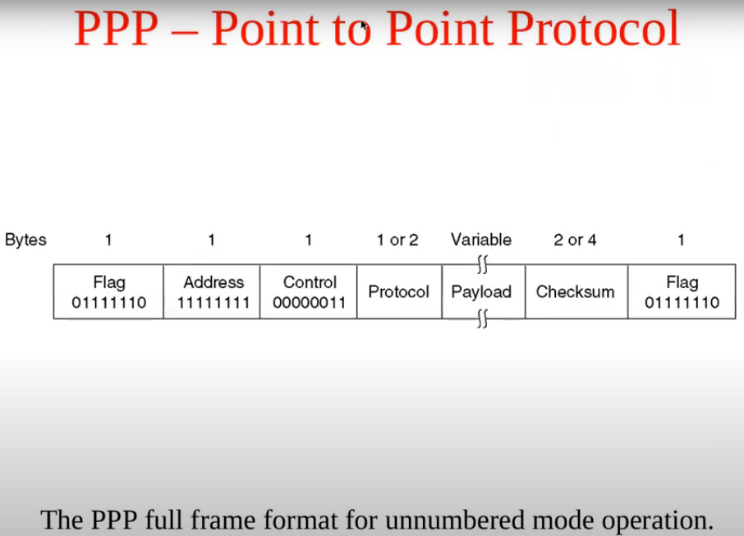 PPP – Point to Point Protocol
Bytes 1 1 1 1 or 2 Variable 2 or 4 1
Flag Address Control Protocol Payload Checksum Flag
01111110 11111111 00000011 01111110
The PPP full frame format for unnumbered mode operation.